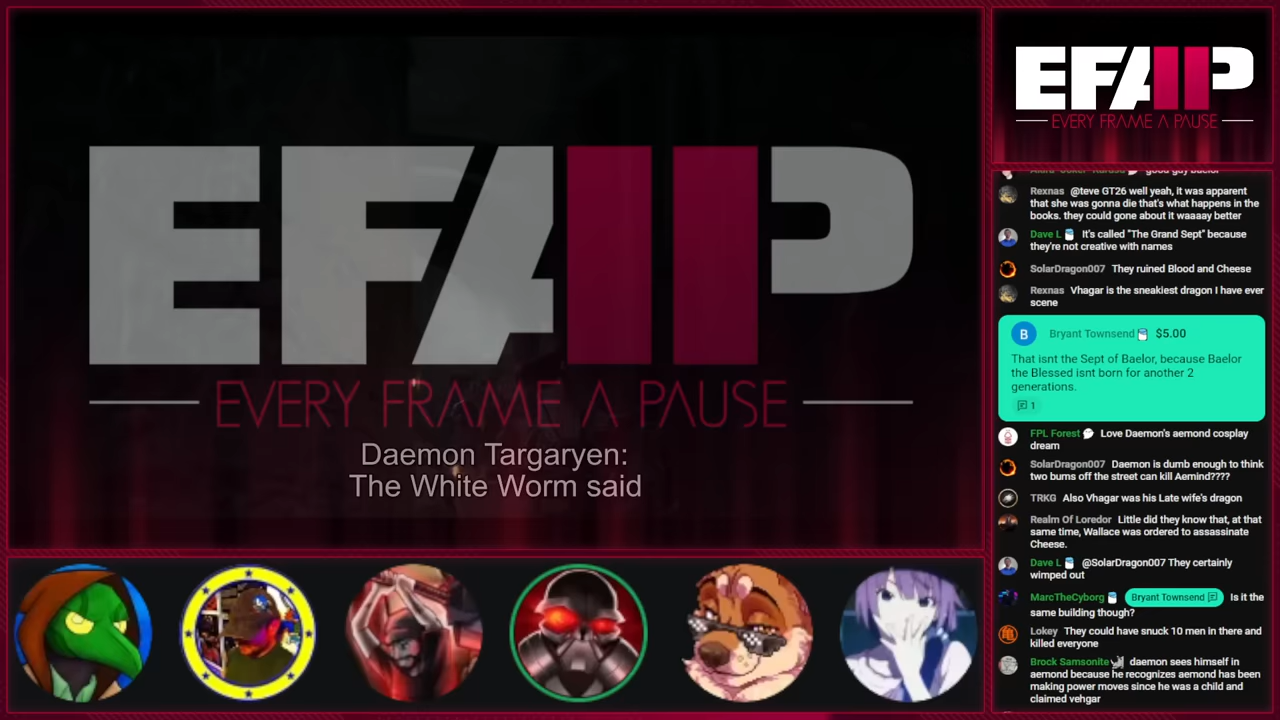 EFAP
EVERY FRAME A PAUSE
Daemon Targaryen:
The White Worm said
EFAP
EVERY FRAME A PAUSE
good guy baelor
Rexnas @teve GT26 well yeah, it was apparent
that she was gonna die that's what happens in the
books. they could gone about it waaaay better
Dave L It's called "The Grand Sept" because
they're not creative with names
SolarDragon007 They ruined Blood and Cheese
Rexnas Vhagar is the sneakiest dragon I have ever
scene
B Bryant Townsend $5.00
That isnt the Sept of Baelor, because Baelor
the Blessed isnt born for another 2
generations.
1
FPL Forest Love Daemon's aemond cosplay
dream
SolarDragon007 Daemon is dumb enough to think
two bums off the street can kill Aemind????
TRKG Also Vhagar was his Late wife's dragon
Realm Of Loredor Little did they know that, at that
same time, Wallace was ordered to assassinate
Cheese.
Dave L @SolarDragon007 They certainly
wimped out
MarcTheCyborg Bryant Townsend Is it the
same building though?
Lokey They could have snuck 10 men in there and
killed everyone
Brock Samsonite daemon sees himself in
aemond because he recognizes aemond has been
making power moves since he was a child and
claimed vehgar